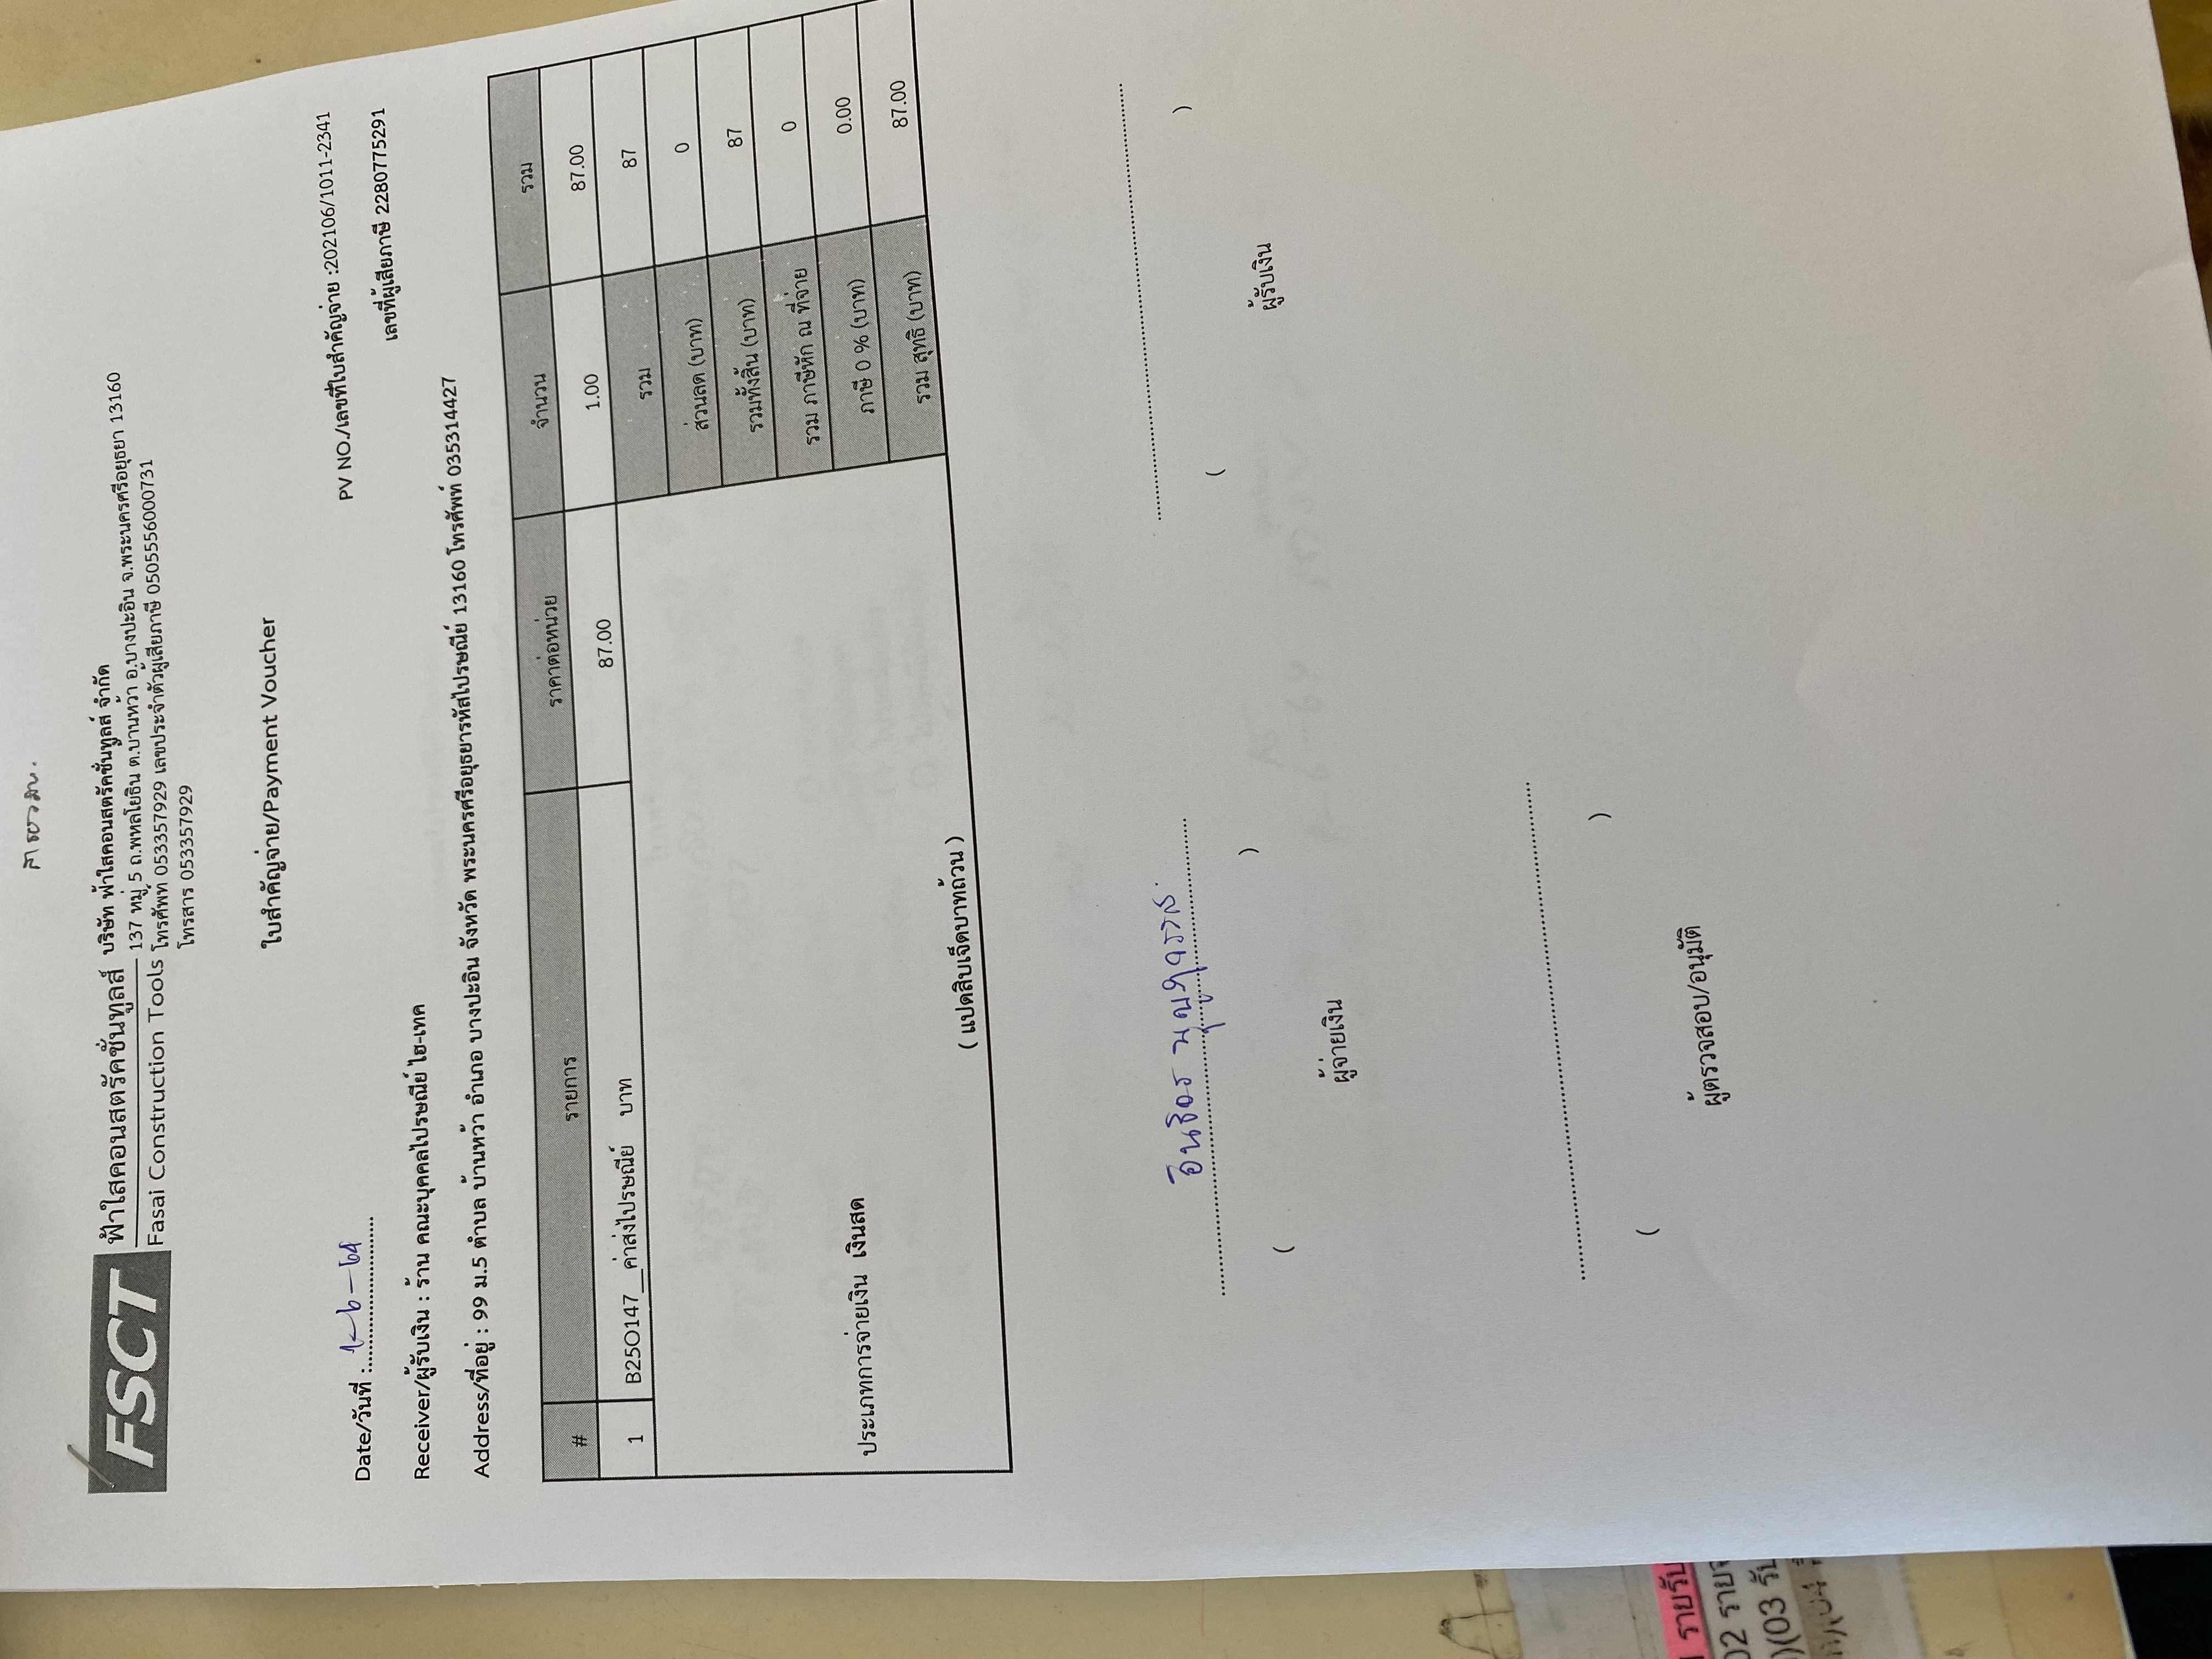 FSCT
ฟ้าใสคอนสตรัคชั่นทูลส์
Fasai Construction Tools
บริษัท ฟ้าใสคอนสตรัคชั่นทูลส์ จำกัด
137 หมู่ 5 ถ.พหลโยธิน ต.บ้านหว้า อ.บางปะอิน จ.พระนครศรีอยุธยา 13160
โทรศัพท์ 053357929 เลขประจำตัวผู้เสียภาษี 0505556000731
โทรสาร 053357929
ใบสำคัญจ่าย/Payment Voucher
Date/วันที่ : 1-6-64
PV NO./เลขที่ใบสำคัญจ่าย :202106/1011-2341
เลขที่ผู้เสียภาษี 2280775291
Receiver/ผู้รับเงิน : ร้าน คณะบุคคลไปรษณีย์ ไฮ-เทค
Address/ที่อยู่ : 99 ม.5 ตำบล บ้านหว้า อำเภอ บางปะอิน จังหวัด พระนครศรีอยุธยารหัสไปรษณีย์ 13160 โทรศัพท์ 035314427
# รายการ ราคาต่อหน่วย จำนวน รวม
1 B250147__ค่าส่งไปรษณีย์ บาท 87.00 1.00 87.00
รวม 87
ส่วนลด (บาท) 0
รวมทั้งสิ้น (บาท) 87
รวม ภาษีหัก ณ ที่จ่าย 0
ประเภทการจ่ายเงิน เงินสด
ภาษี 0 % (บาท) 0.00
รวม สุทธิ (บาท) 87.00
( แปดสิบเจ็ดบาทถ้วน )
( )
ผู้จ่ายเงิน
( )
ผู้รับเงิน
( )
ผู้ตรวจสอบ/อนุมัติ
รายรับ
02
(03